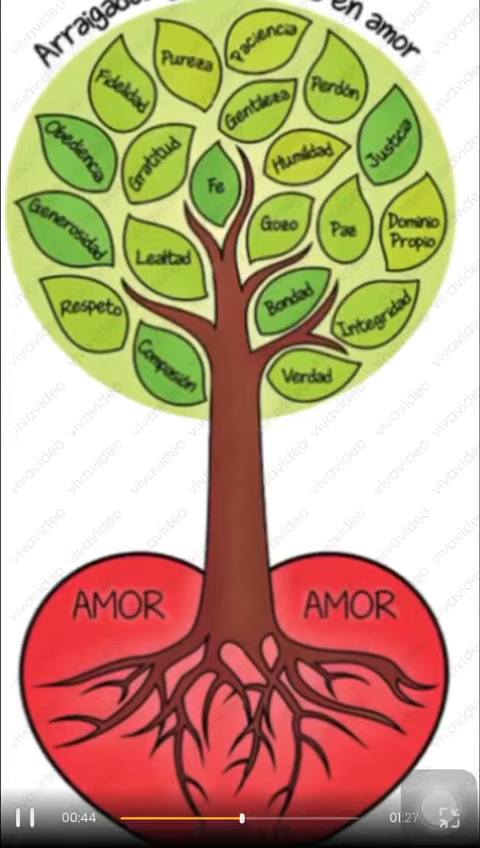 Arraigados
en amor
Pureza
Paciencia
Fidelidad
Perdón
Gentileza
Obediencia
Gratitud
Humildad
Justicia
Fe
Generosidad
Lealtad
Gozo
Paz
Dominio
Propio
Respeto
Bondad
Integridad
Compasión
Verdad
AMOR
AMOR
vivavideo
00:44
01:27